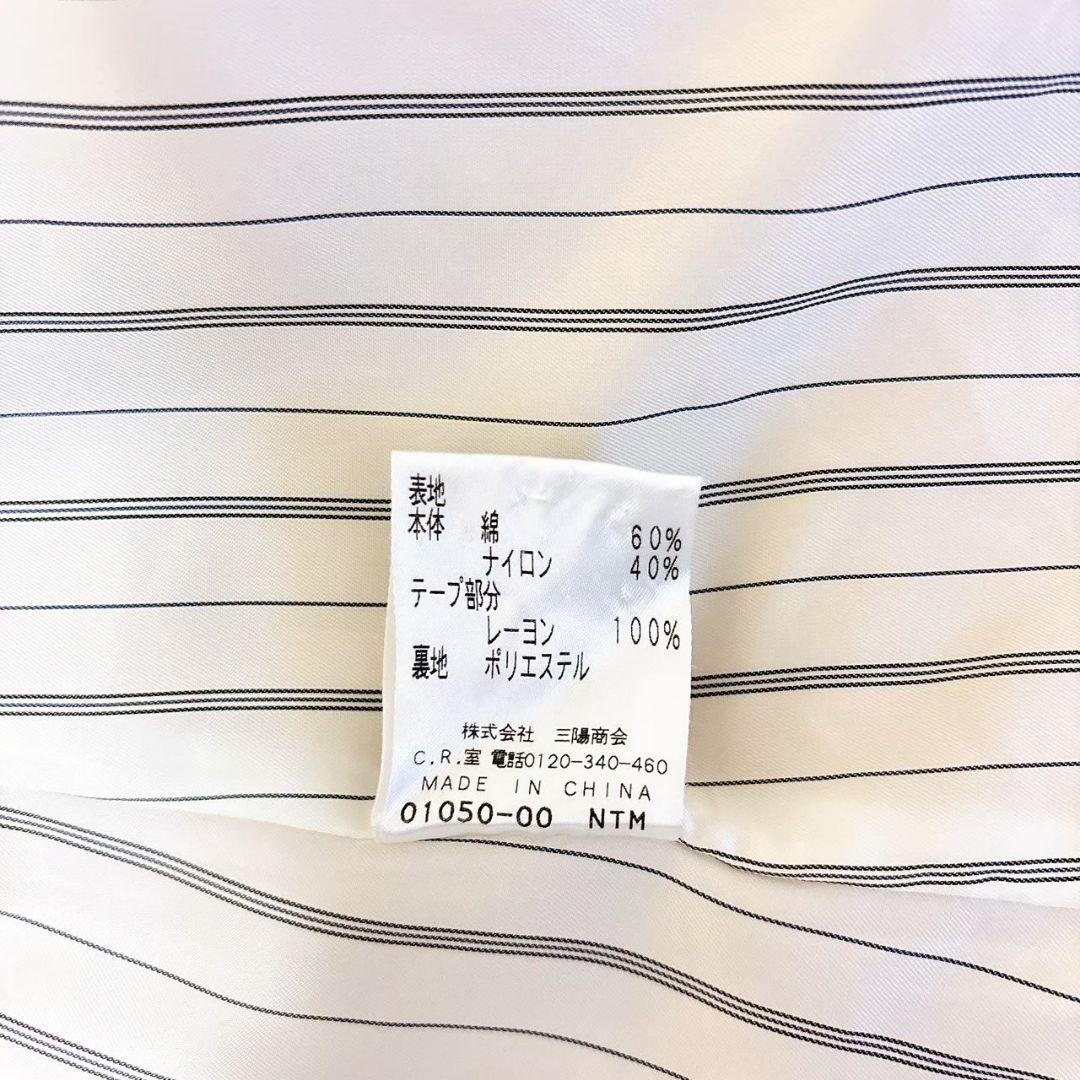 表地
本体 綿 60%
ナイロン 40%
テープ部分
レーヨン 100%
裏地 ポリエステル
株式会社 三陽商会
C.R.室 電話0120-340-460
MADE IN CHINA
01050-00 NTM